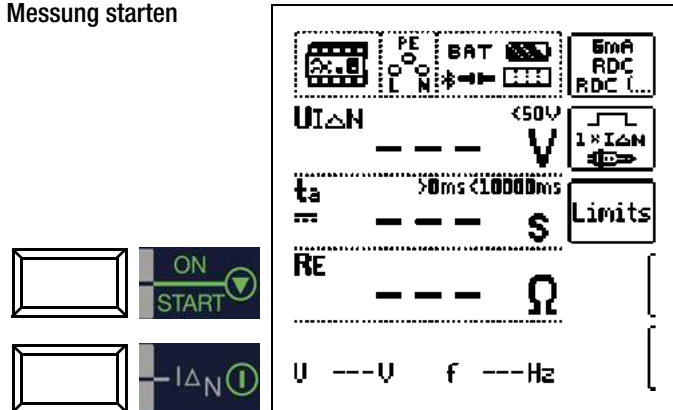 Messung starten
PE
L N
BAT
6mA
RDC
RDC (...
UI△N
<50V
--- V
1×I△N
ta
>0ms<10000ms
--- s
Limits
RE
--- Ω
ON
START
I△N
U ---V f ---Hz